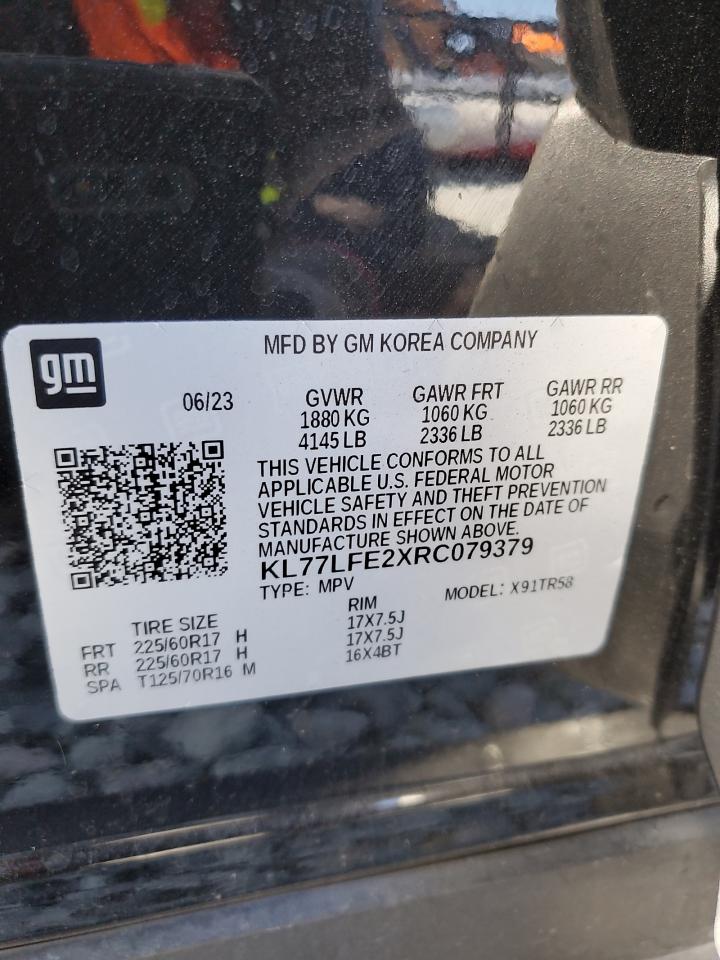 gm
MFD BY GM KOREA COMPANY
06/23
GVWR GAWR FRT GAWR RR
1880 KG 1060 KG 1060 KG
4145 LB 2336 LB 2336 LB
THIS VEHICLE CONFORMS TO ALL
APPLICABLE U.S. FEDERAL MOTOR
VEHICLE SAFETY AND THEFT PREVENTION
STANDARDS IN EFFECT ON THE DATE OF
MANUFACTURE SHOWN ABOVE.
KL77LFE2XRC079379
TYPE: MPV MODEL: X91TR58
TIRE SIZE RIM
FRT 225/60R17 H 17X7.5J
RR 225/60R17 H 17X7.5J
SPA T125/70R16 M 16X4BT